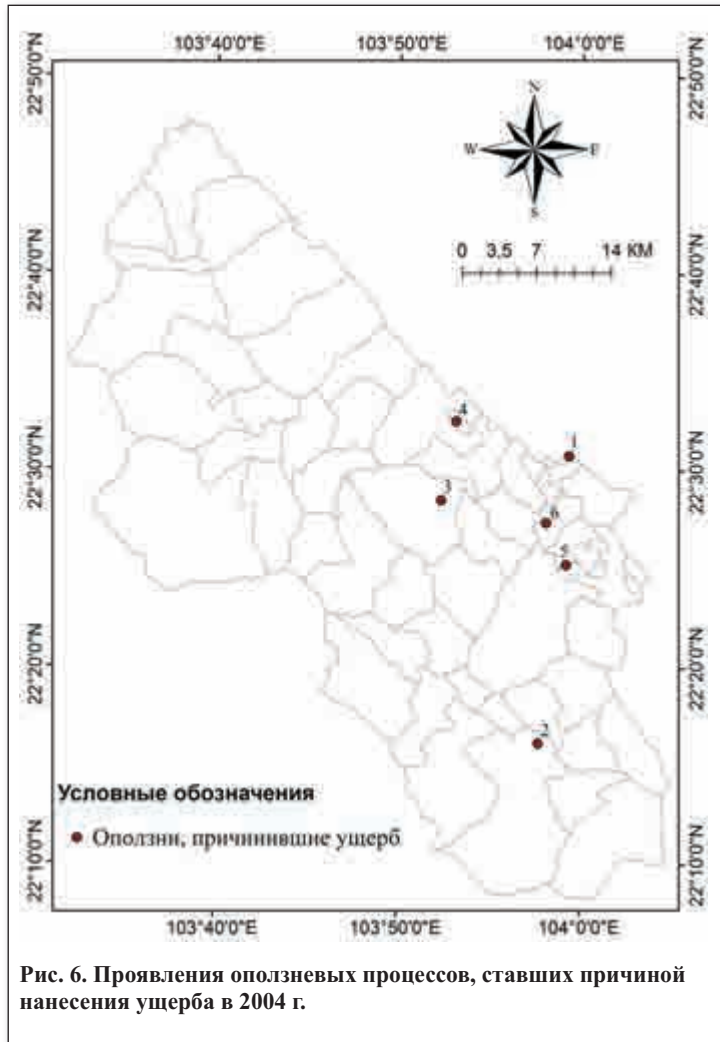 103°40'0"E 103°50'0"E 104°0'0"E
22°50'0"N 22°50'0"N
N
W E
S
0 3,5 7 14 КМ
22°40'0"N 22°40'0"N
4
1
22°30'0"N 22°30'0"N
3
6
5
22°20'0"N 22°20'0"N
2
Условные обозначения
Оползни, причинившие ущерб
22°10'0"N 22°10'0"N
103°40'0"E 103°50'0"E 104°0'0"E
Рис. 6. Проявления оползневых процессов, ставших причиной
нанесения ущерба в 2004 г.